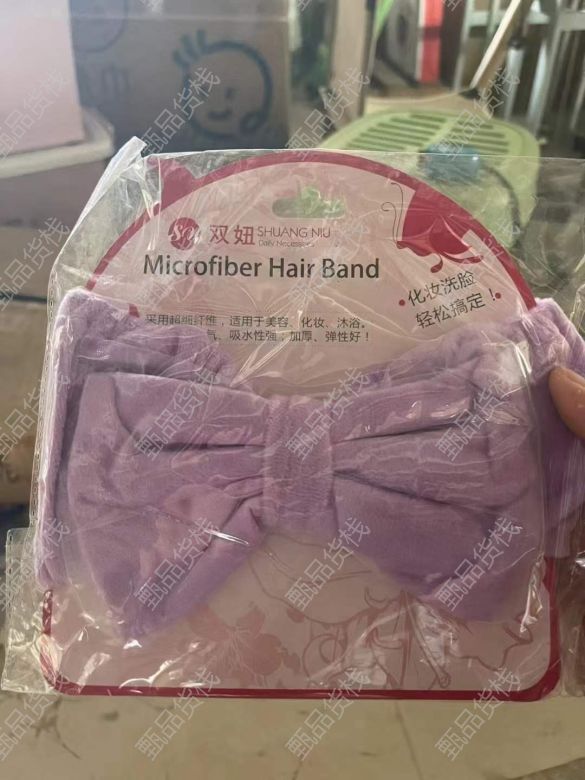 双妞 SHUANG NIU
Daily Necessities
Microfiber Hair Band
化妆洗脸
轻松搞定！
采用超细纤维，适用于美容、化妆、沐浴。
气、吸水性强；加厚、弹性好！
甄品货栈